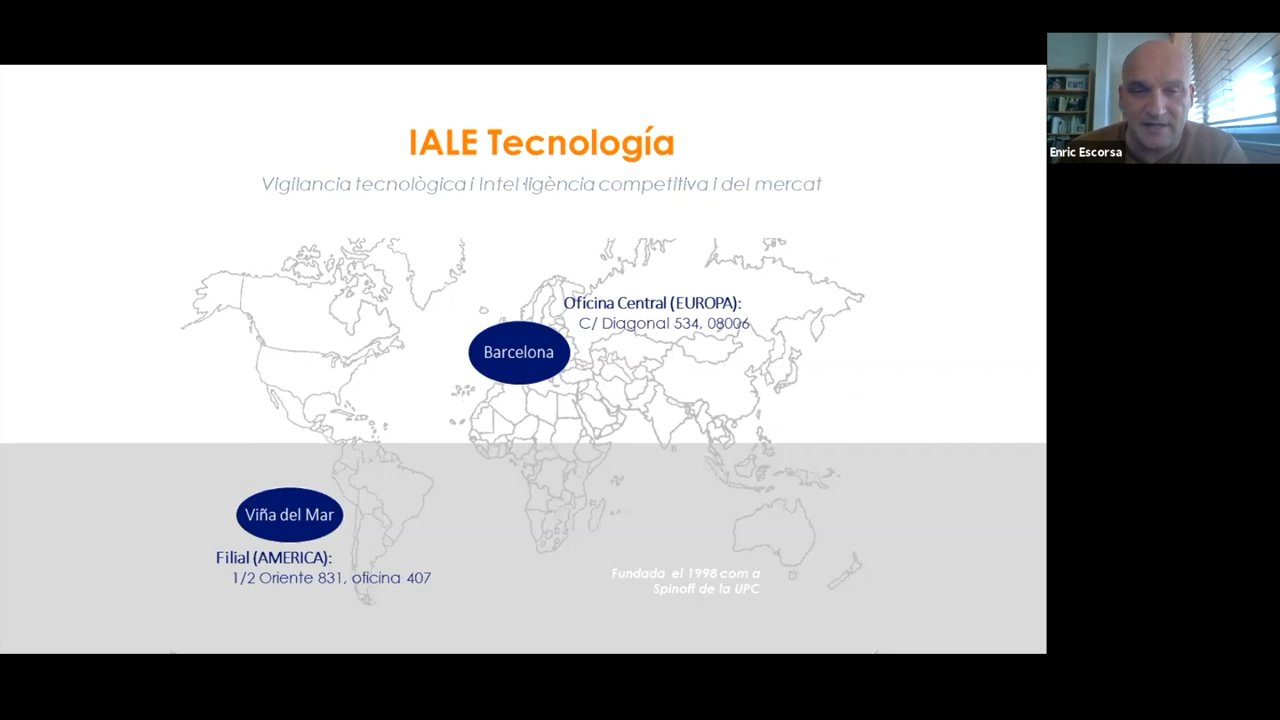 IALE Tecnología
Vigilancia tecnològica i Intel·ligència competitiva i del mercat
Enric Escorsa
Oficina Central (EUROPA):
C/ Diagonal 534, 08006
Barcelona
Viña del Mar
Filial (AMERICA):
1/2 Oriente 831, oficina 407
Fundada el 1998 com a
Spinoff de la UPC